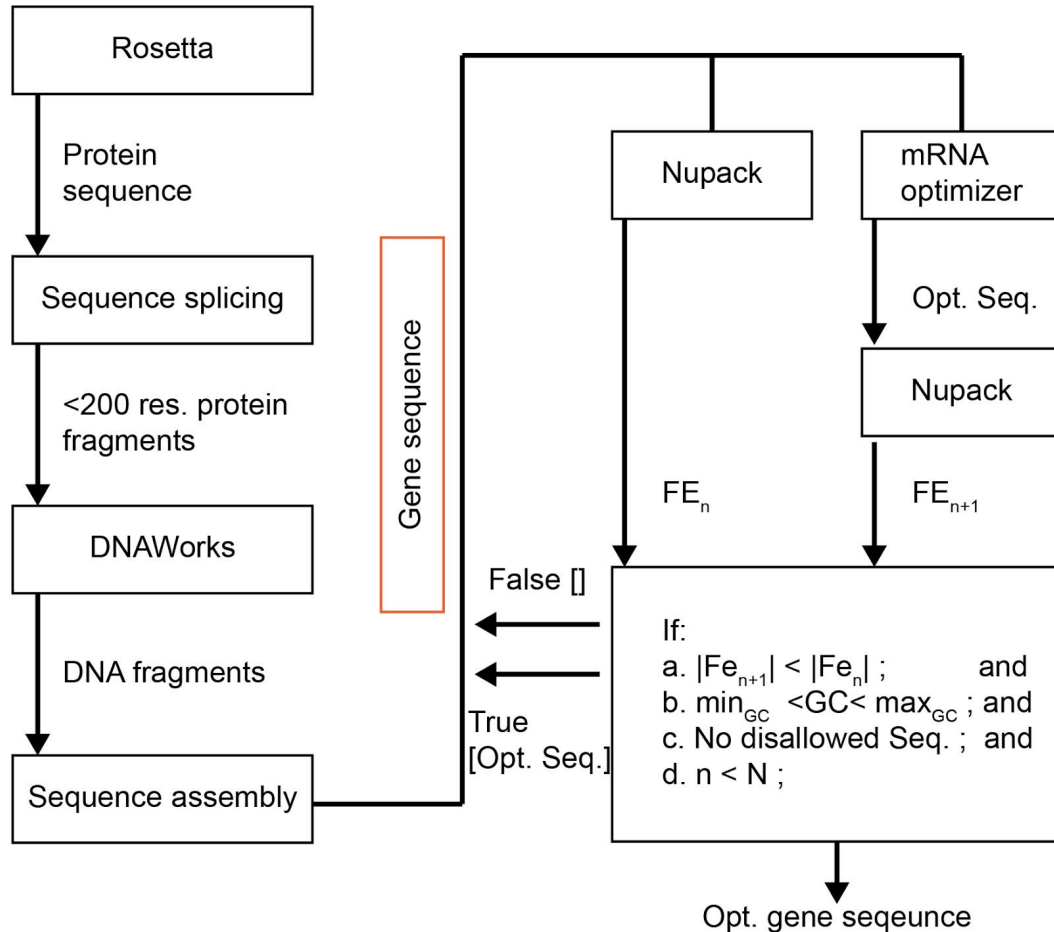 Rosetta
Protein
sequence
Sequence splicing
<200 res. protein
fragments
DNAWorks
DNA fragments
Sequence assembly
Gene sequence
Nupack
mRNA
optimizer
Opt. Seq.
Nupack
FEₙ
FEₙ₊₁
False []
True
[Opt. Seq.]
If:
a. |Feₙ₊₁| < |Feₙ| ; and
b. min_GC <GC< max_GC ; and
c. No disallowed Seq. ; and
d. n < N ;
Opt. gene seqeunce